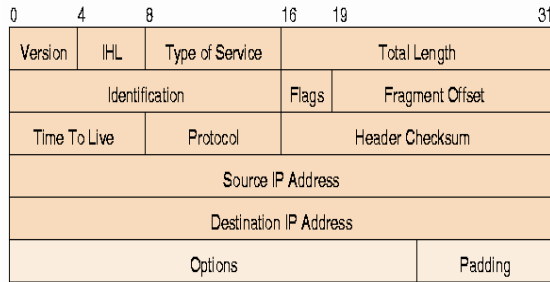 0 4 8 16 19 31
Version IHL Type of Service Total Length
Identification Flags Fragment Offset
Time To Live Protocol Header Checksum
Source IP Address
Destination IP Address
Options Padding